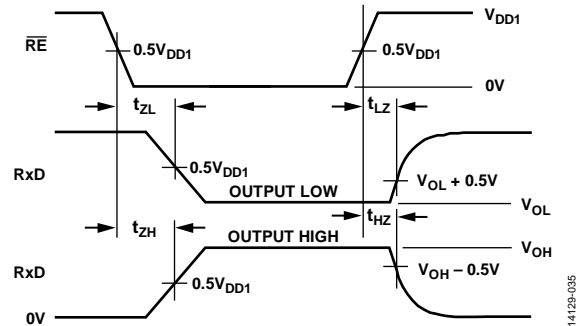 VDD1
RE
0.5VDD1
0.5VDD1
0V
tZL
tLZ
RxD
0.5VDD1
OUTPUT LOW
VOL + 0.5V
VOL
tZH
tHZ
OUTPUT HIGH
VOH
RxD
0.5VDD1
VOH – 0.5V
0V
14129-035